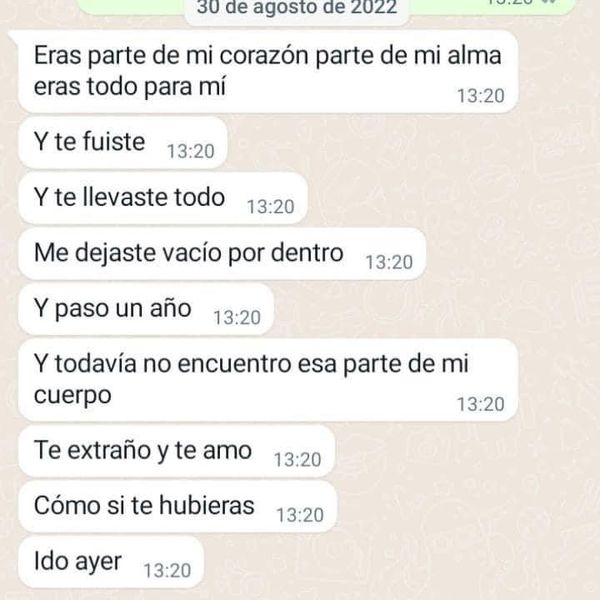 30 de agosto de 2022
Eras parte de mi corazón parte de mi alma
eras todo para mí
13:20
Y te fuiste 13:20
Y te llevaste todo 13:20
Me dejaste vacío por dentro 13:20
Y paso un año 13:20
Y todavía no encuentro esa parte de mi
cuerpo
13:20
Te extraño y te amo 13:20
Cómo si te hubieras 13:20
Ido ayer 13:20